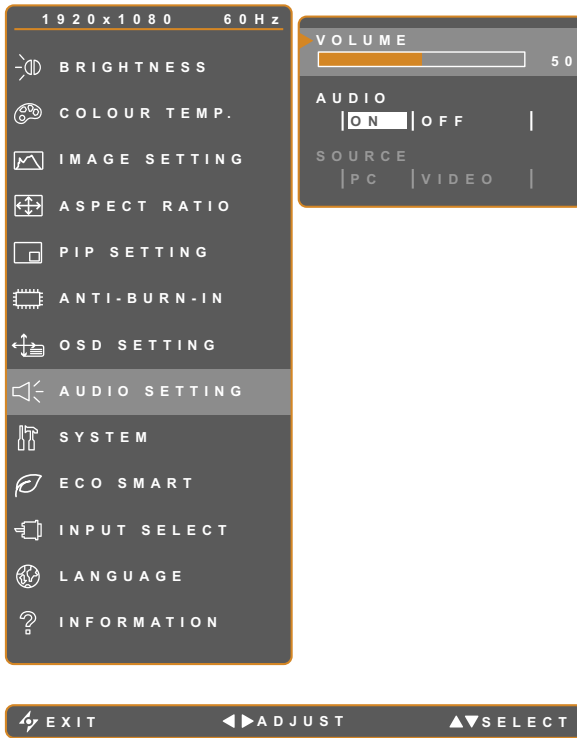 1920x1080 60Hz
BRIGHTNESS
COLOUR TEMP.
IMAGE SETTING
ASPECT RATIO
PIP SETTING
ANTI-BURN-IN
OSD SETTING
AUDIO SETTING
SYSTEM
ECO SMART
INPUT SELECT
LANGUAGE
INFORMATION
VOLUME
50
AUDIO
ON OFF
SOURCE
PC VIDEO
EXIT ADJUST SELECT